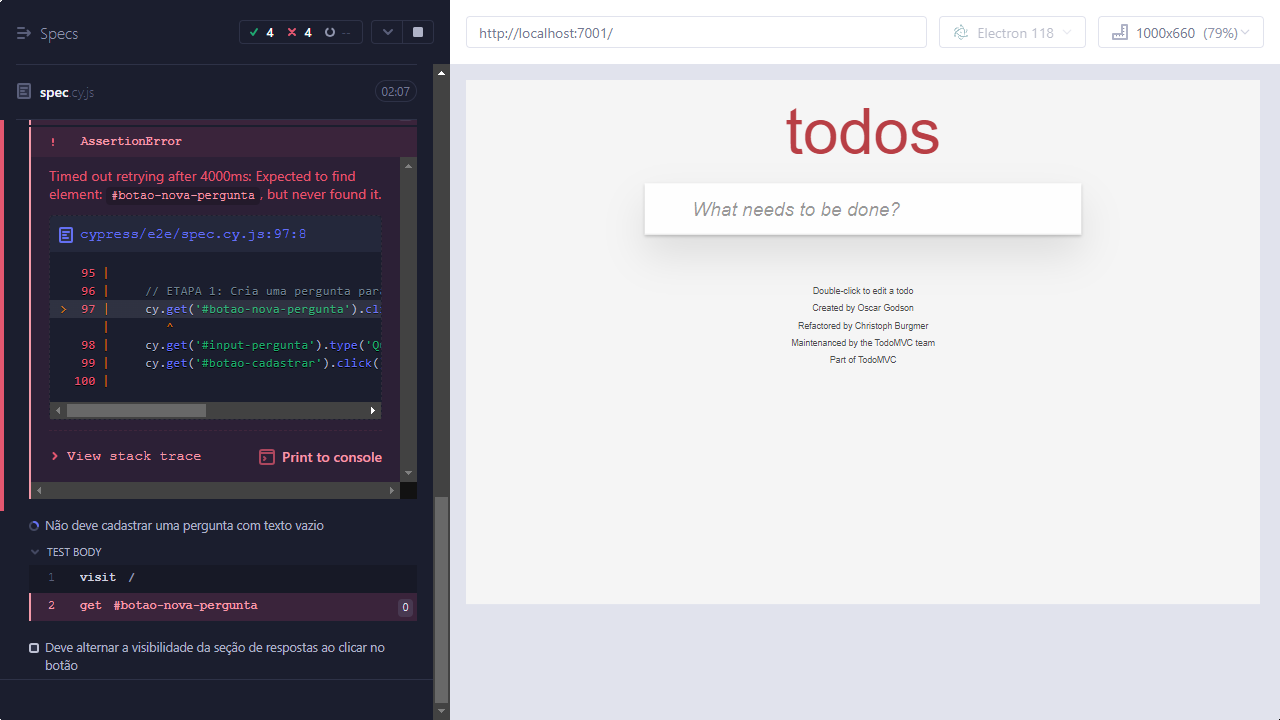 Specs
4 4 --
http://localhost:7001/
Electron 118
1000x660 (79%)
spec.cy.js
02:07
! AssertionError
Timed out retrying after 4000ms: Expected to find
element: #botao-nova-pergunta, but never found it.
cypress/e2e/spec.cy.js:97:8
95 |
96 | // ETAPA 1: Cria uma pergunta par
> 97 | cy.get('#botao-nova-pergunta').cli
| ^
98 | cy.get('#input-pergunta').type('Qu
99 | cy.get('#botao-cadastrar').click(
100 |
> View stack trace
Print to console
Não deve cadastrar uma pergunta com texto vazio
TEST BODY
1 visit /
2 get #botao-nova-pergunta 0
Deve alternar a visibilidade da seção de respostas ao clicar no
botão
todos
What needs to be done?
Double-click to edit a todo
Created by Oscar Godson
Refactored by Christoph Burgmer
Maintenanced by the TodoMVC team
Part of TodoMVC